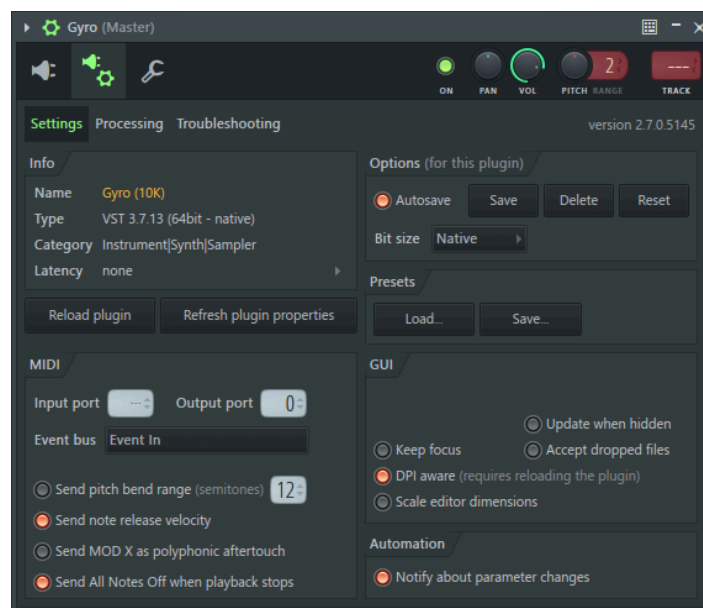 Gyro (Master)
ON
PAN
VOL
2
PITCH RANGE
---
TRACK
Settings Processing Troubleshooting
version 2.7.0.5145
Info
Name Gyro (10K)
Type VST 3.7.13 (64bit - native)
Category Instrument|Synth|Sampler
Latency none
Reload plugin
Refresh plugin properties
Options (for this plugin)
Autosave
Save
Delete
Reset
Bit size Native
Presets
Load...
Save...
MIDI
Input port ---
Output port 0
Event bus Event In
Send pitch bend range (semitones) 12
Send note release velocity
Send MOD X as polyphonic aftertouch
Send All Notes Off when playback stops
GUI
Update when hidden
Keep focus
Accept dropped files
DPI aware (requires reloading the plugin)
Scale editor dimensions
Automation
Notify about parameter changes